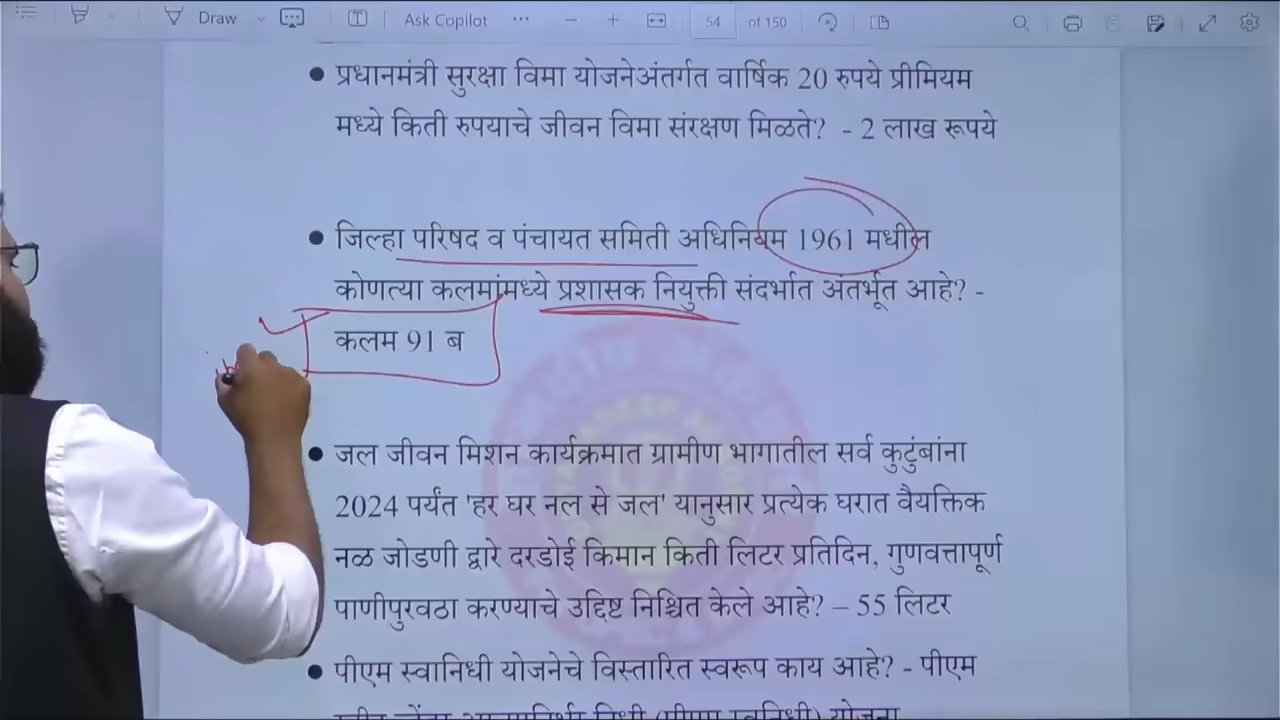 Draw
Ask Copilot
54 of 150
• प्रधानमंत्री सुरक्षा विमा योजनेअंतर्गत वार्षिक 20 रुपये प्रीमियम
मध्ये किती रुपयाचे जीवन विमा संरक्षण मिळते? - 2 लाख रूपये
• जिल्हा परिषद व पंचायत समिती अधिनियम 1961 मधील
कोणत्या कलमांमध्ये प्रशासक नियुक्ती संदर्भात अंतर्भूत आहे? -
कलम 91 ब
• जल जीवन मिशन कार्यक्रमात ग्रामीण भागातील सर्व कुटुंबांना
2024 पर्यंत 'हर घर नल से जल' यानुसार प्रत्येक घरात वैयक्तिक
नळ जोडणी द्वारे दरडोई किमान किती लिटर प्रतिदिन, गुणवत्तापूर्ण
पाणीपुरवठा करण्याचे उद्दिष्ट निश्चित केले आहे? – 55 लिटर
• पीएम स्वानिधी योजनेचे विस्तारित स्वरूप काय आहे? - पीएम